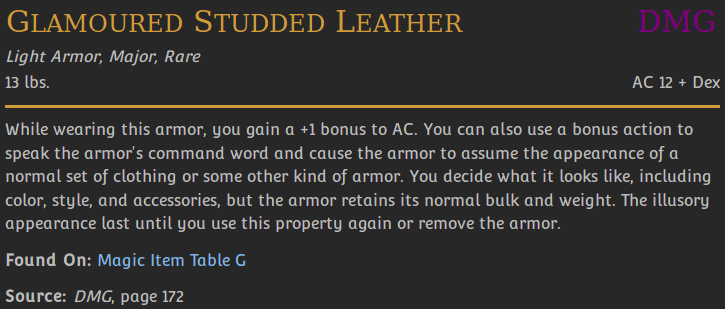 Glamoured Studded Leather DMG
Light Armor, Major, Rare
13 lbs. AC 12 + Dex
While wearing this armor, you gain a +1 bonus to AC. You can also use a bonus action to
speak the armor's command word and cause the armor to assume the appearance of a
normal set of clothing or some other kind of armor. You decide what it looks like, including
color, style, and accessories, but the armor retains its normal bulk and weight. The illusory
appearance last until you use this property again or remove the armor.
Found On: Magic Item Table G
Source: DMG, page 172